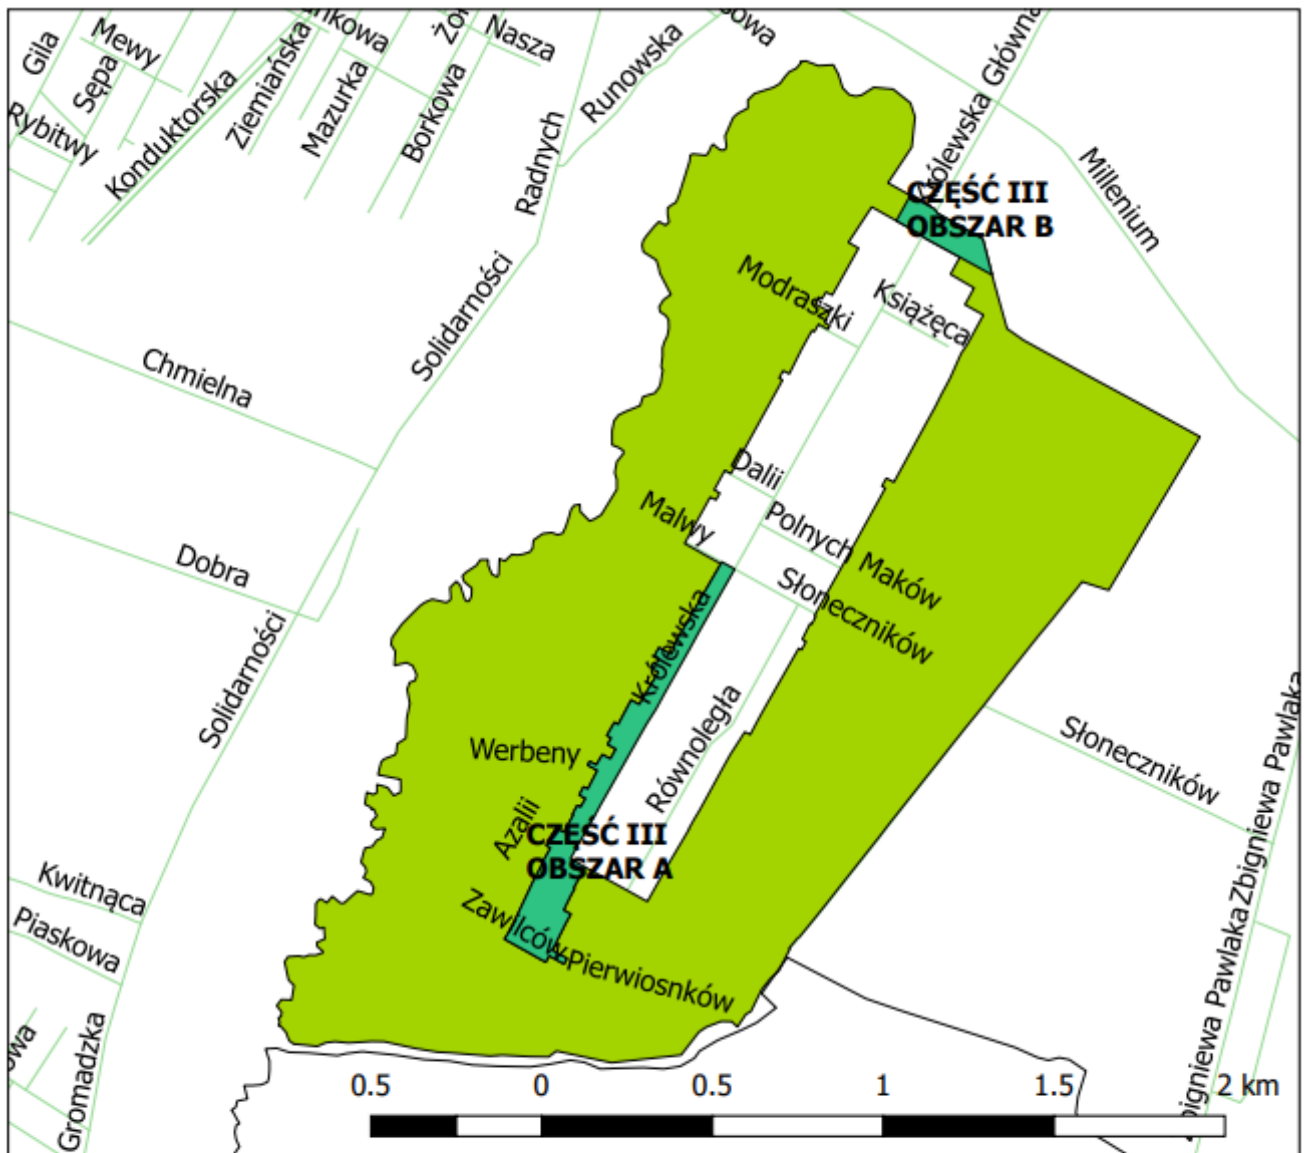 Nasza
Mewy
Gila
Sępa
Ziemiańska
Mazurka
Borkowa
Konduktorska
Rybitwy
Runowska
Radnych
Główna
Królewska
Millenium
CZĘŚĆ III
OBSZAR B
Solidarności
Modraszki
Książęca
Chmielna
Dalii
Malwy
Polnych Maków
Dobra
Słoneczników
Królewska
Solidarności
Równoległa
Werbeny
Słoneczników
Zbigniewa Pawlaka
Azalii
CZĘŚĆ III
OBSZAR A
Kwitnąca
Piaskowa
Zawilców
Pierwiosnków
Zbigniewa Pawlaka
Gromadzka
0.5 0 0.5 1 1.5 2 km